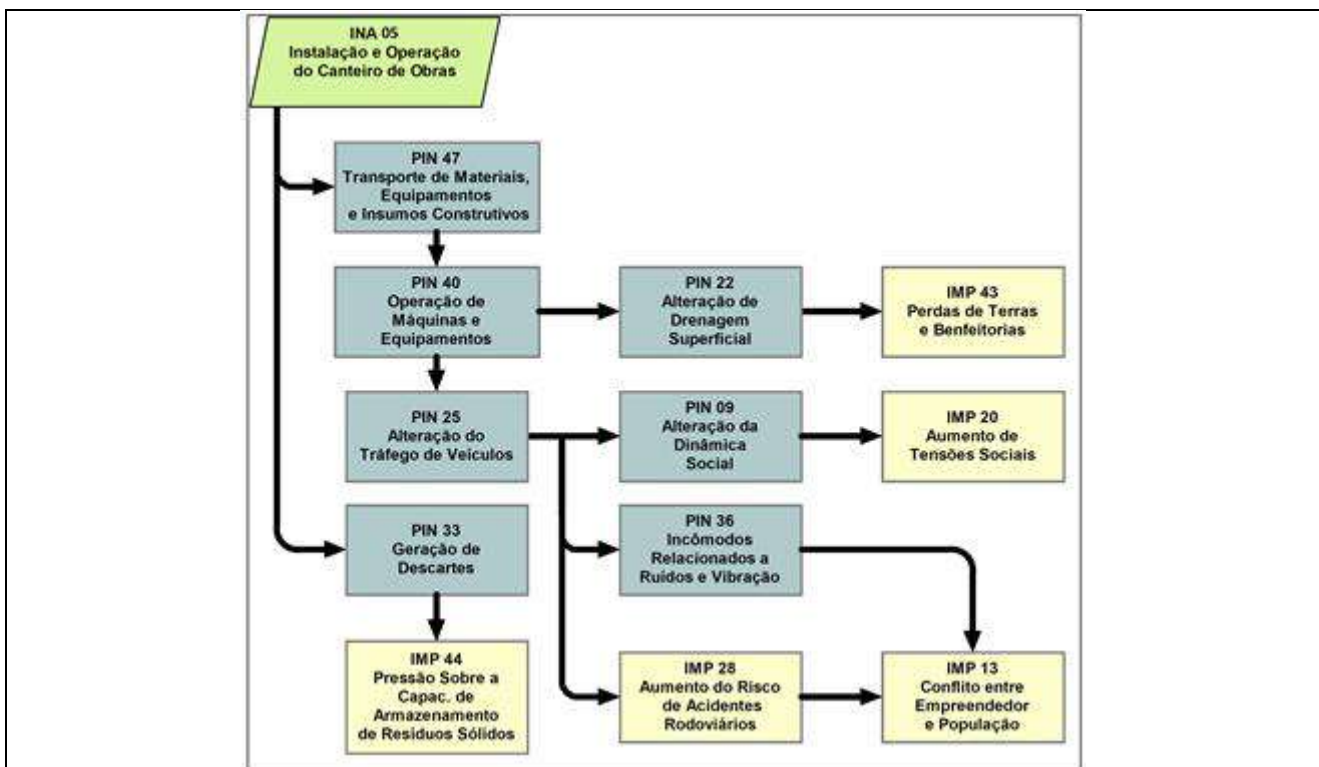 INA 05
Instalação e Operação
do Canteiro de Obras
PIN 47
Transporte de Materiais,
Equipamentos
e Insumos Construtivos
PIN 40
Operação de
Máquinas e
Equipamentos
PIN 22
Alteração de
Drenagem
Superficial
IMP 43
Perdas de Terras
e Benfeitorias
PIN 25
Alteração do
Tráfego de Veículos
PIN 09
Alteração da
Dinâmica
Social
IMP 20
Aumento de
Tensões Sociais
PIN 33
Geração de
Descartes
PIN 36
Incômodos
Relacionados a
Ruídos e Vibração
IMP 44
Pressão Sobre a
Capac. de
Armazenamento
de Resíduos Sólidos
IMP 28
Aumento do Risco
de Acidentes
Rodoviários
IMP 13
Conflito entre
Empreendedor
e População